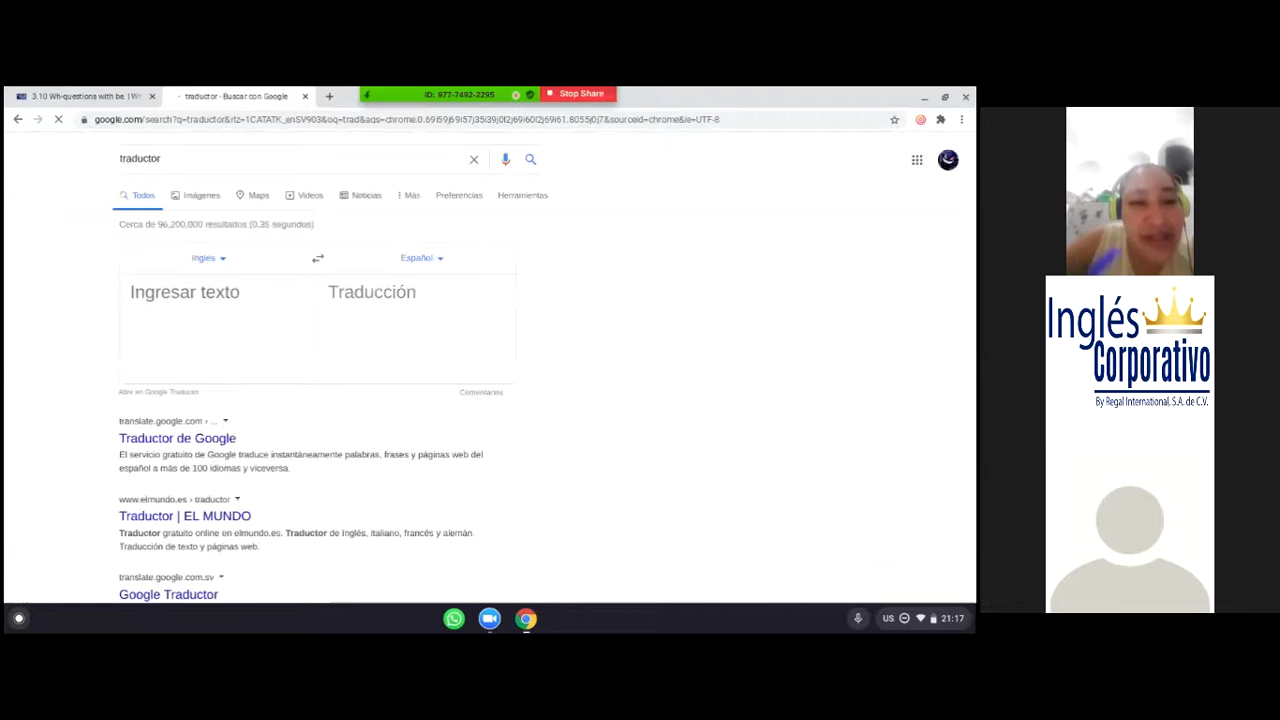 3.10 Wh-questions with be. | W
traductor - Buscar con Google
ID: 977-7492-2295
Stop Share
google.com/search?q=traductor&rlz=1CATATK_enSV903&oq=trad&aqs=chrome.0.69i59j69i57j35i39j0l2j69i60l2j69i61.8055j0j7&sourceid=chrome&ie=UTF-8
traductor
Todos
Imágenes
Maps
Videos
Noticias
Más
Preferencias
Herramientas
Cerca de 96,200,000 resultados (0.35 segundos)
Ingles
Español
Ingresar texto
Traducción
Abrir en Google Traductor
Comentarios
translate.google.com › ...
Traductor de Google
El servicio gratuito de Google traduce instantáneamente palabras, frases y páginas web del
español a más de 100 idiomas y viceversa.
www.elmundo.es › traductor
Traductor | EL MUNDO
Traductor gratuito online en elmundo.es. Traductor de Inglés, italiano, francés y alemán.
Traducción de texto y páginas web.
translate.google.com.sv
Google Traductor
US
21:17
Inglés
Corporativo
By Regal International, S.A. de C.V.